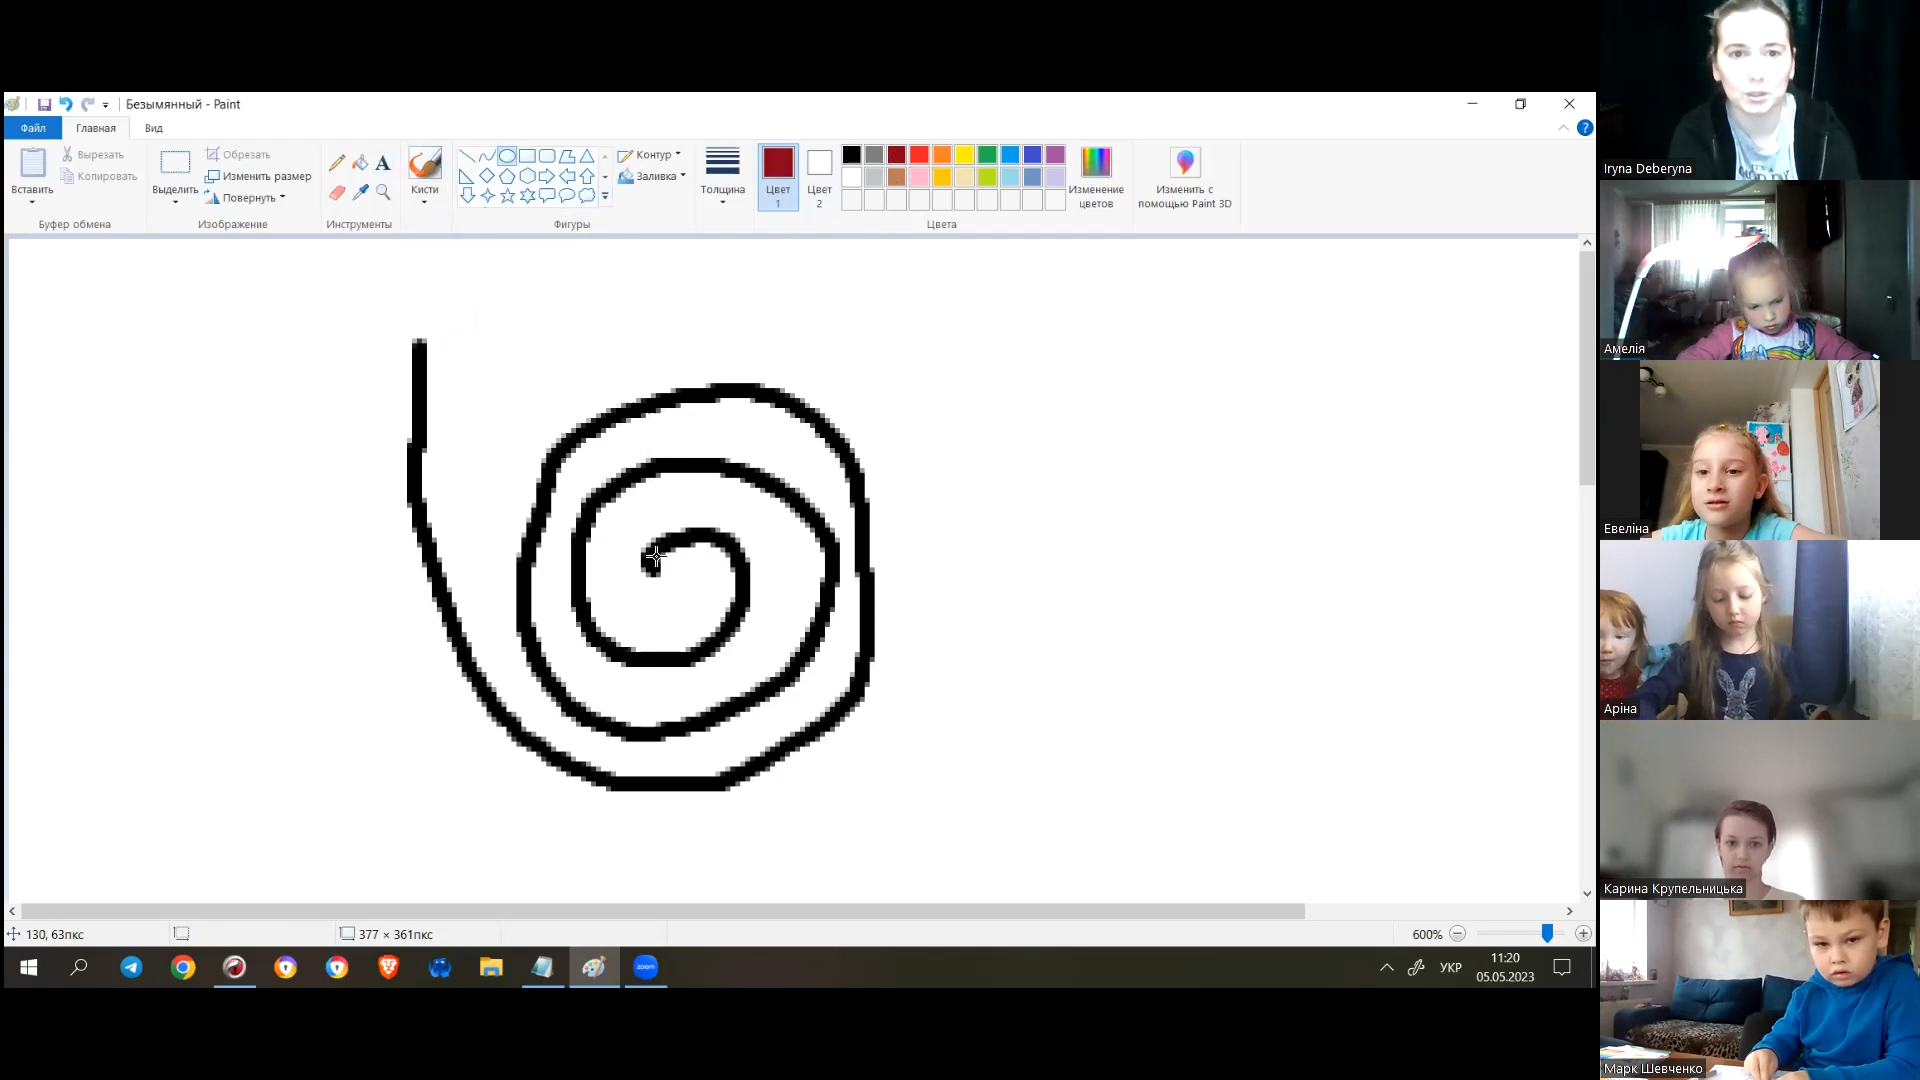 Безымянный - Paint
Файл Главная Вид
Вставить
Вырезать
Копировать
Буфер обмена
Выделить
Обрезать
Изменить размер
Повернуть
Изображение
A
Инструменты
Кисти
Контур
Заливка
Фигуры
Толщина
Цвет
1
Цвет
2
Изменение
цветов
Цвета
Изменить с
помощью Paint 3D
130, 63пкс
377 × 361пкс
600%
zoom
УКР
11:20
05.05.2023
Iryna Deberyna
Амелія
Евеліна
Аріна
Карина Крупельницька
Марк Шевченко